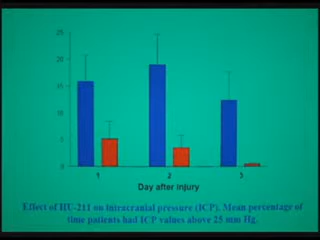 25
20
15
10
5
0
1 2 3
Day after injury
Effect of HU-211 on intracranial pressure (ICP). Mean percentage of
time patients had ICP values above 25 mm Hg.